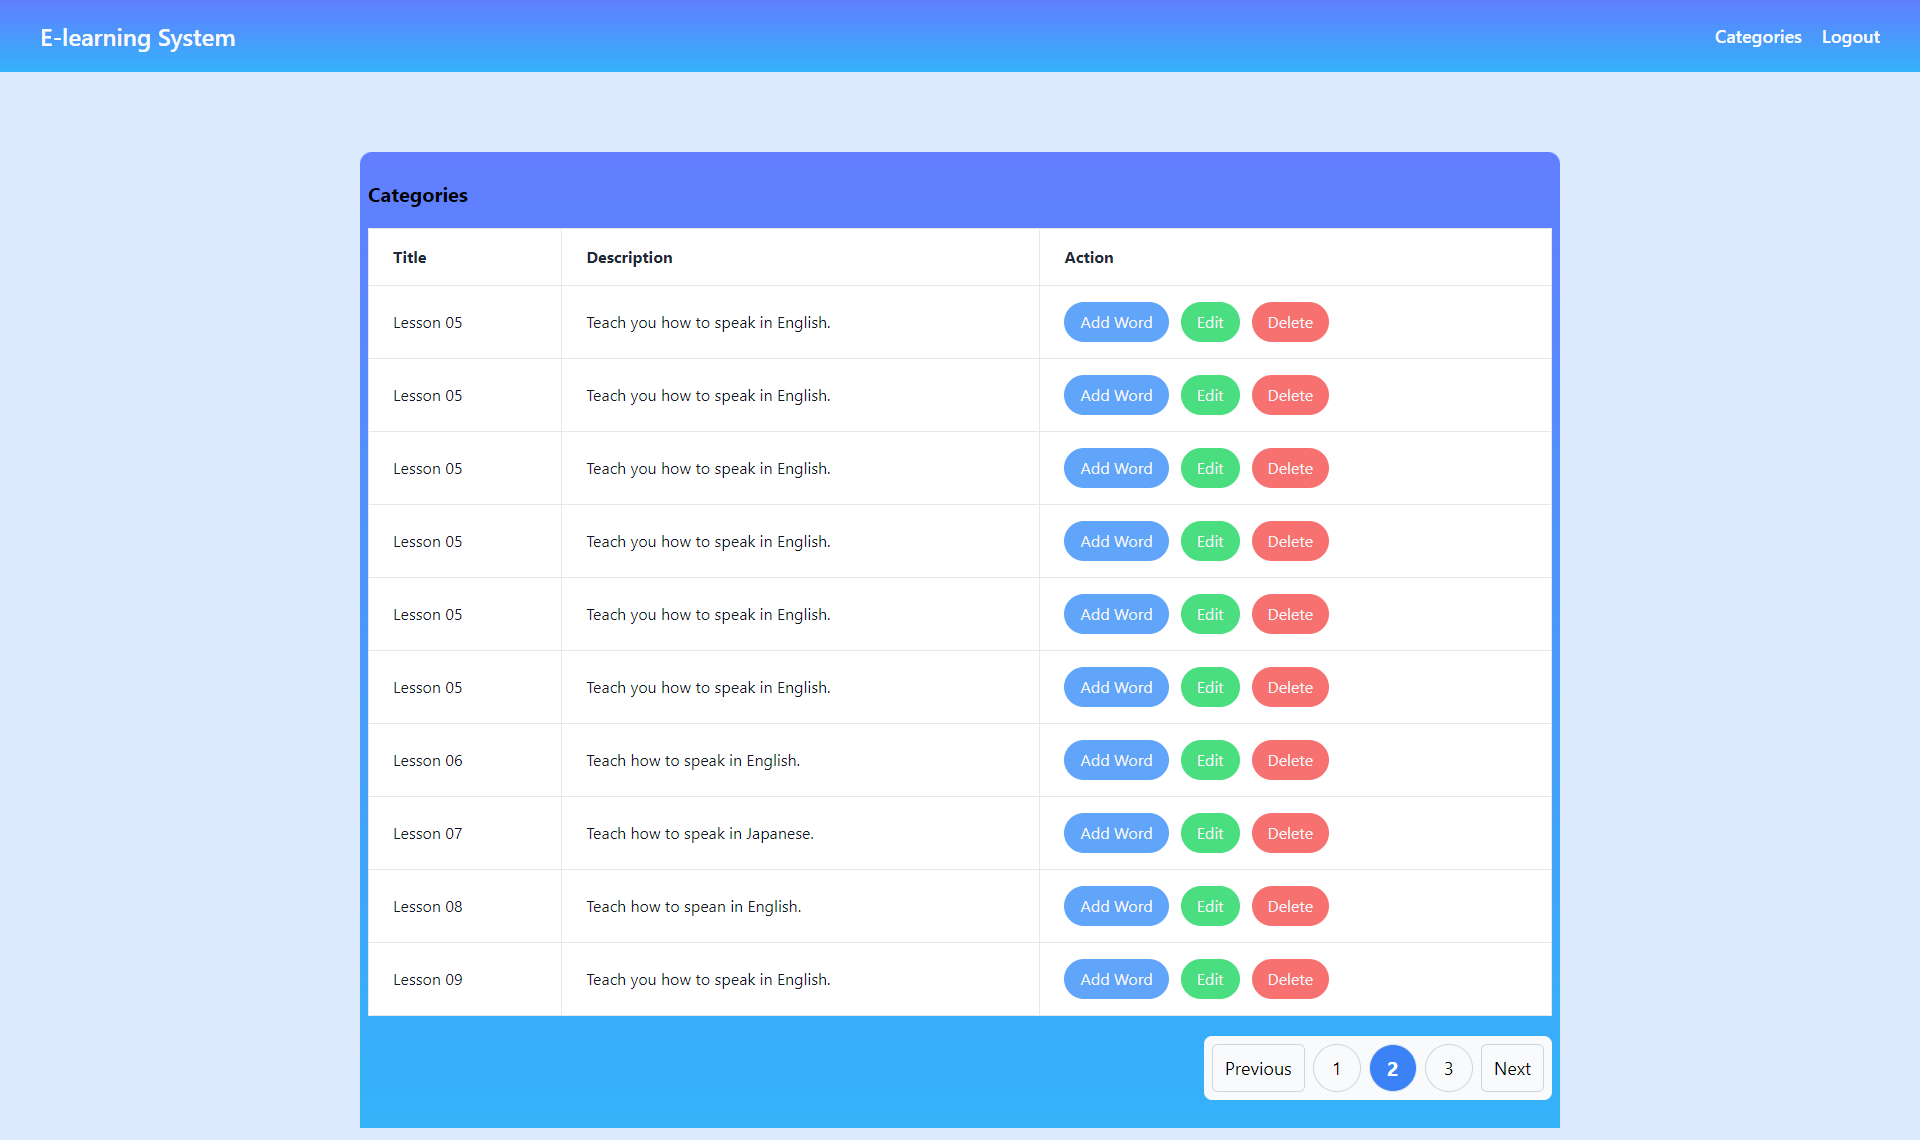 E-learning System Categories Logout
Categories
Title Description Action
Lesson 05 Teach you how to speak in English. Add Word Edit Delete
Lesson 05 Teach you how to speak in English. Add Word Edit Delete
Lesson 05 Teach you how to speak in English. Add Word Edit Delete
Lesson 05 Teach you how to speak in English. Add Word Edit Delete
Lesson 05 Teach you how to speak in English. Add Word Edit Delete
Lesson 05 Teach you how to speak in English. Add Word Edit Delete
Lesson 06 Teach how to speak in English. Add Word Edit Delete
Lesson 07 Teach how to speak in Japanese. Add Word Edit Delete
Lesson 08 Teach how to spean in English. Add Word Edit Delete
Lesson 09 Teach you how to speak in English. Add Word Edit Delete
Previous 1 2 3 Next